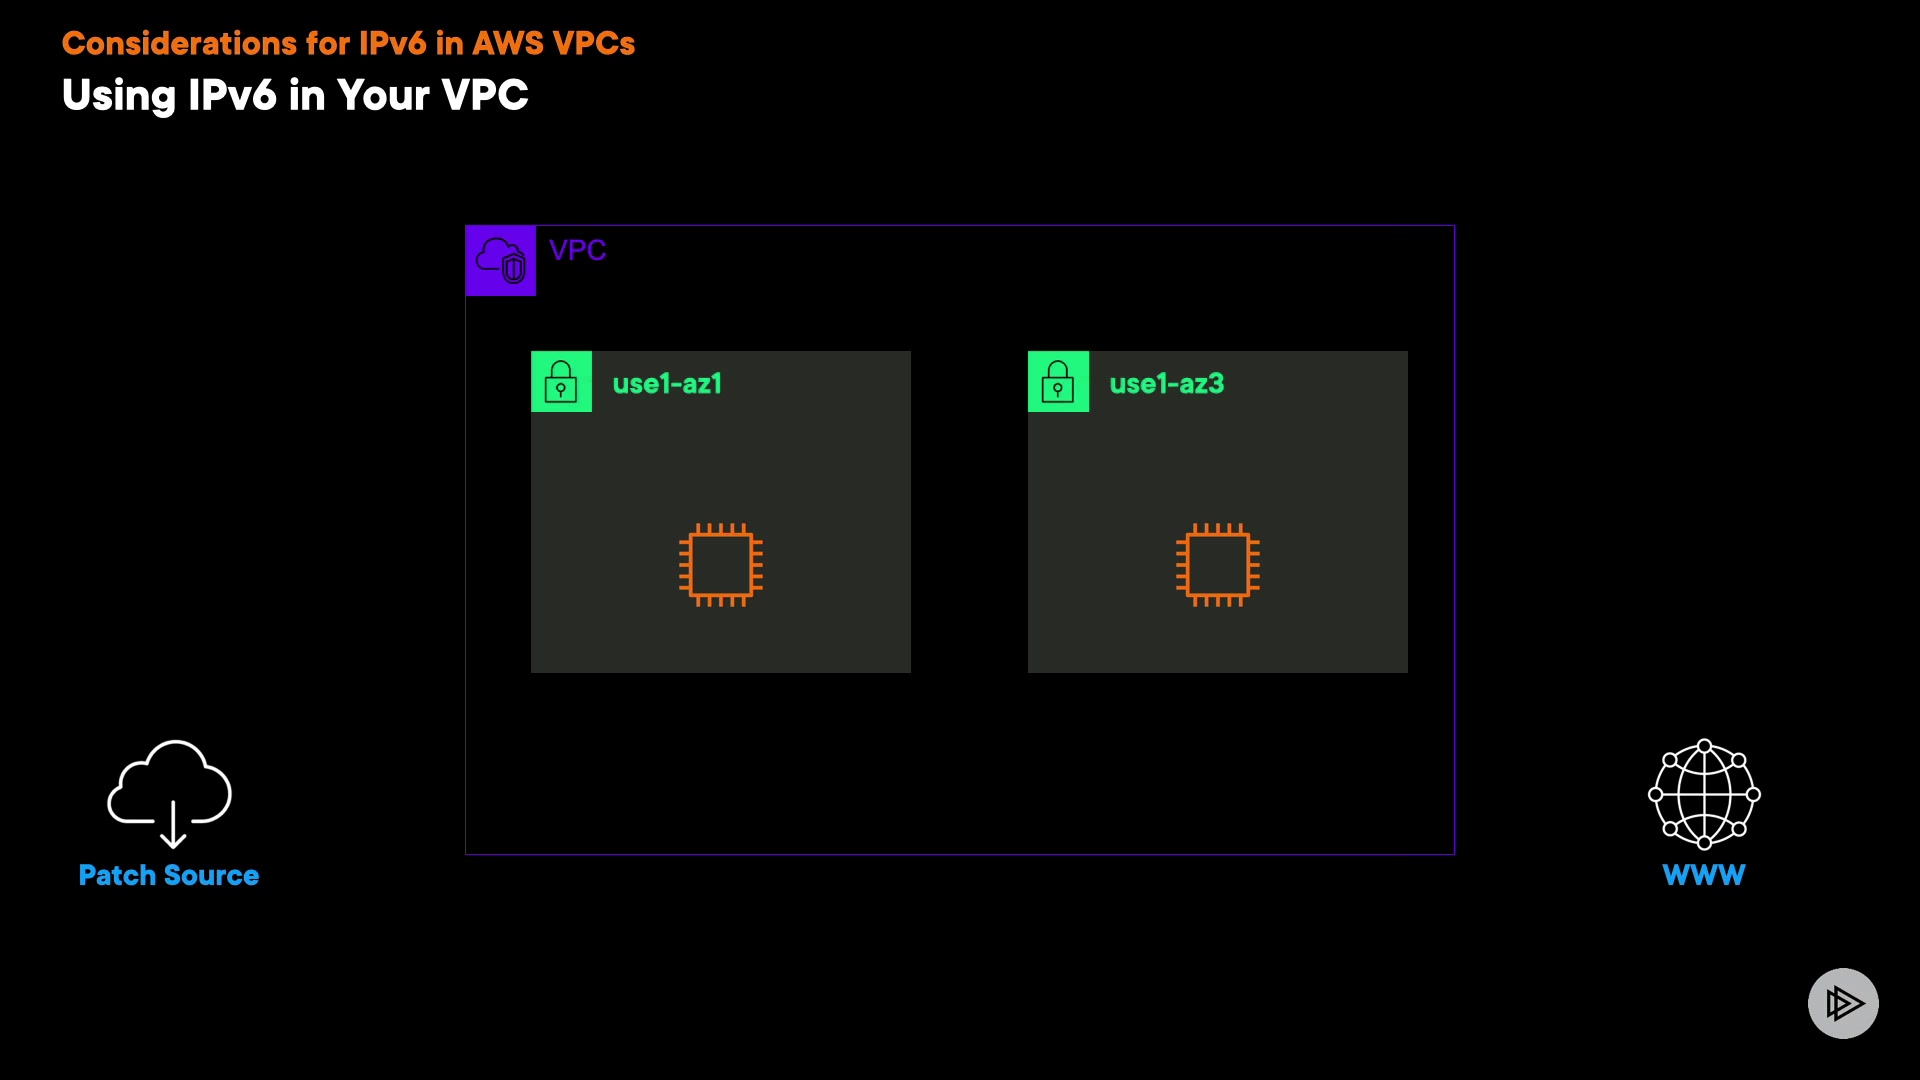 Considerations for IPv6 in AWS VPCs
Using IPv6 in Your VPC
VPC
use1-az1
use1-az3
Patch Source
WWW